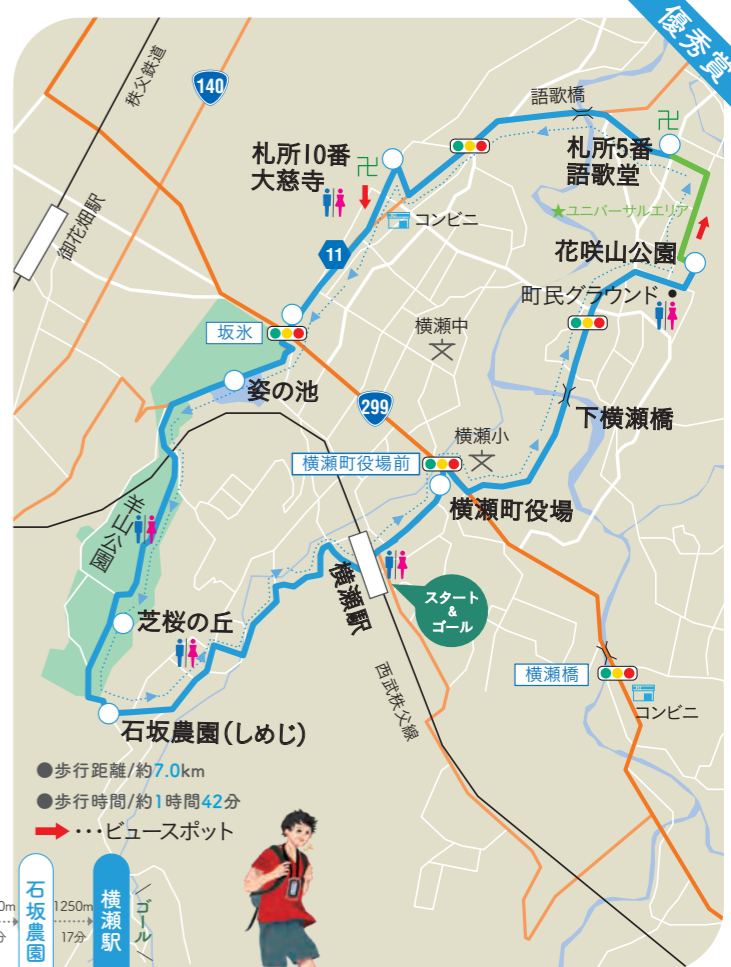 優秀賞
秩父鉄道
140
語歌橋
札所10番
大慈寺
コンビニ
札所5番
語歌堂
★ユニバーサルエリア
花咲山公園
町民グラウンド
御花畑駅
11
坂氷
横瀬中
姿の池
299
下横瀬橋
横瀬小
横瀬町役場前
横瀬町役場
羊山公園
横瀬駅
スタート
&
ゴール
芝桜の丘
西武秩父線
横瀬橋
コンビニ
石坂農園(しめじ)
●歩行距離/約7.0km
●歩行時間/約1時間42分
・・・ビュースポット
石坂農園
1250m
17分
横瀬駅
ゴール